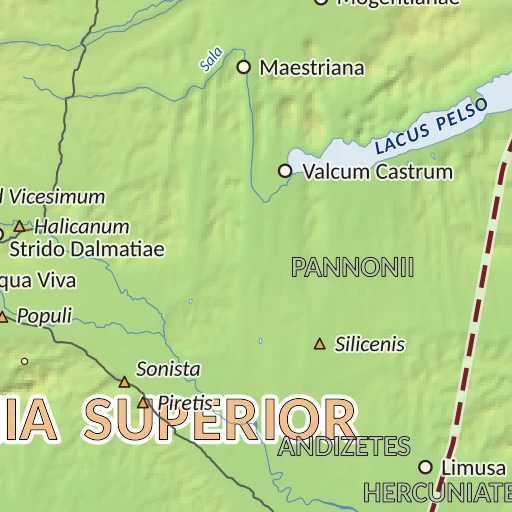 Mogentianae
Sala
Maestriana
LACUS PELSO
Valcum Castrum
Vicesimum
Halicanum
Strido Dalmatiae
PANNONII
qua Viva
Populi
Silicenis
Sonista
Piretis
IA SUPERIOR
ANDIZETES
Limusa
HERCUNIATE